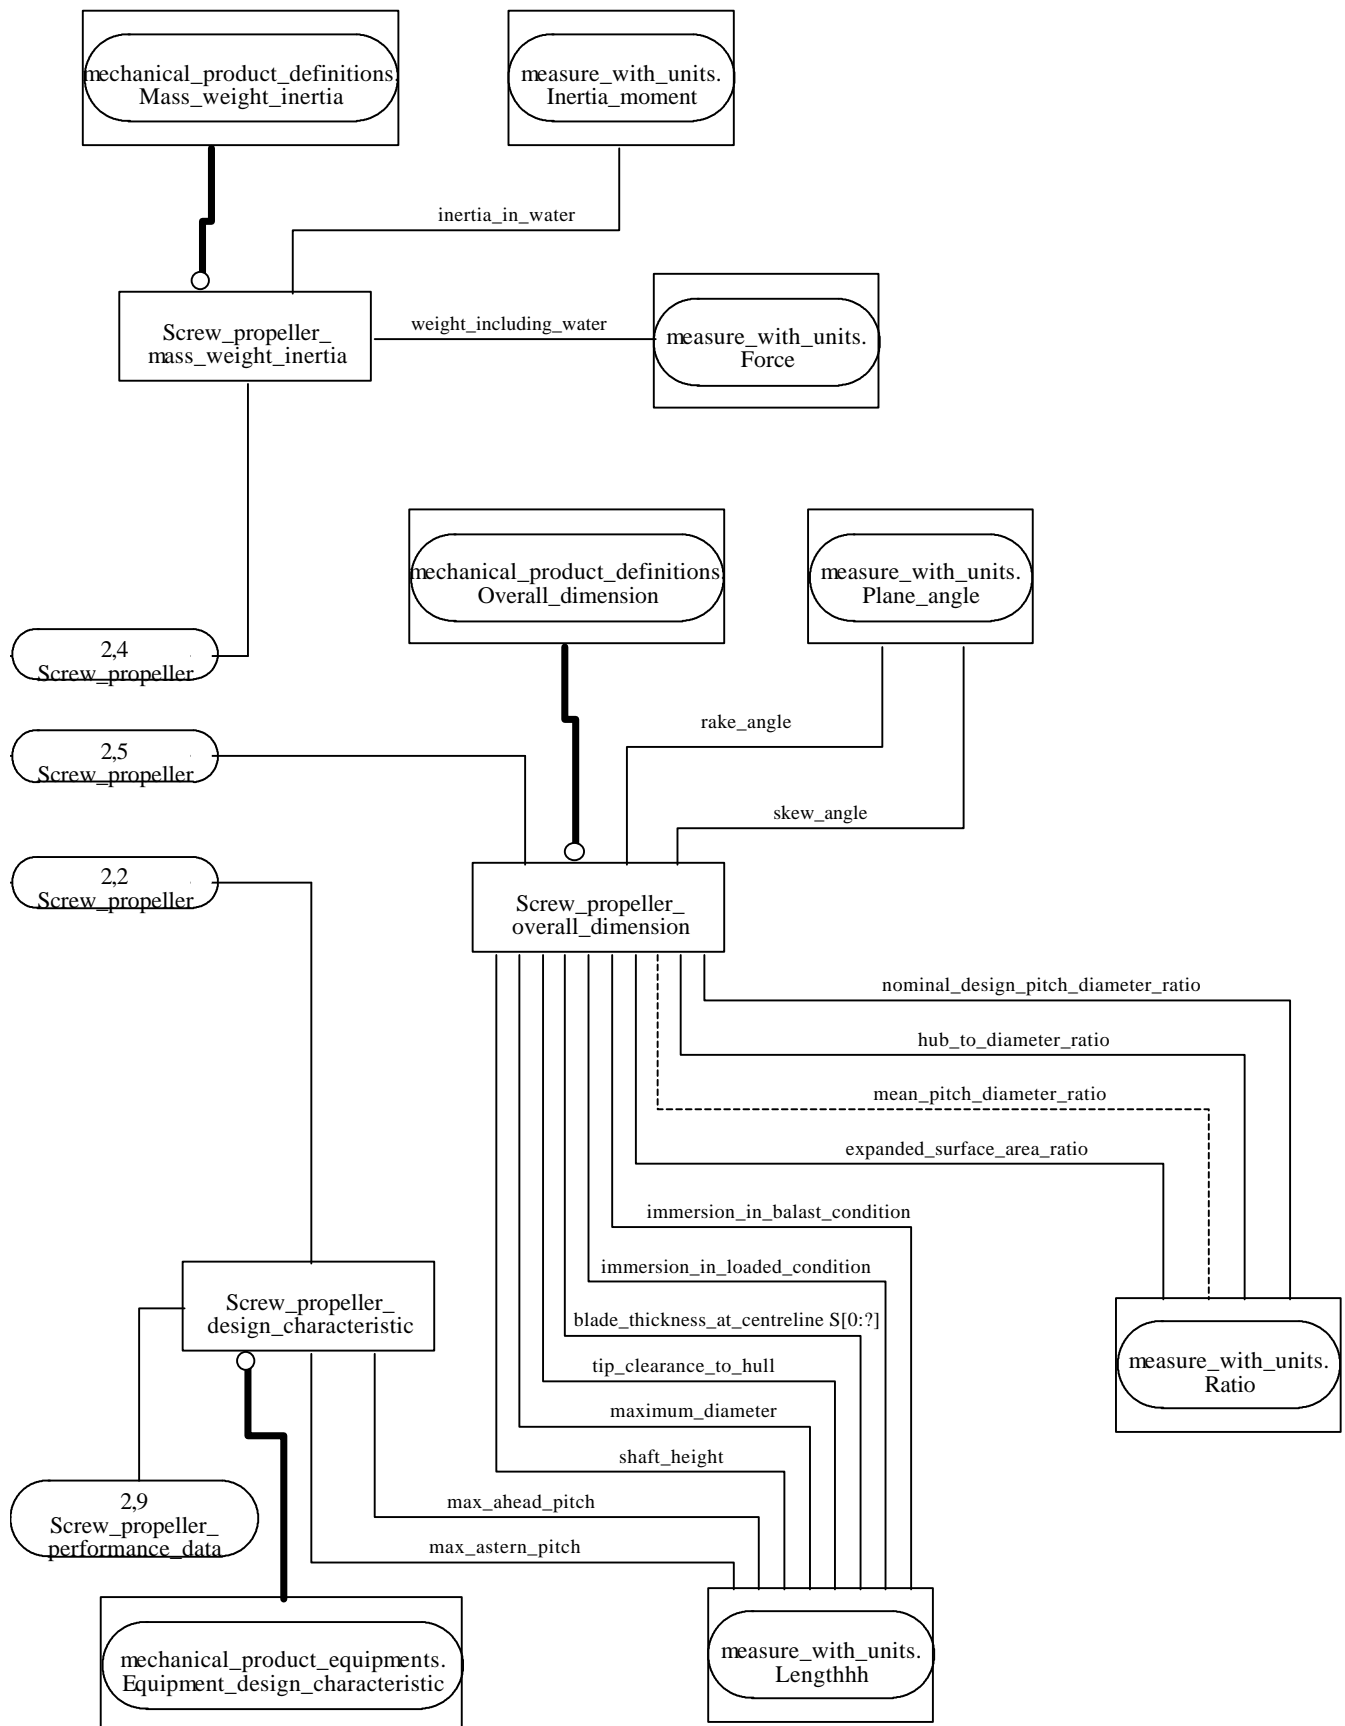 mechanical_product_definitions.
Mass_weight_inertia
measure_with_units.
Inertia_moment
inertia_in_water
Screw_propeller_
mass_weight_inertia
weight_including_water
measure_with_units.
Force
mechanical_product_definitions.
Overall_dimension
measure_with_units.
Plane_angle
2,4
Screw_propeller
rake_angle
2,5
Screw_propeller
skew_angle
2,2
Screw_propeller
Screw_propeller_
overall_dimension
nominal_design_pitch_diameter_ratio
hub_to_diameter_ratio
mean_pitch_diameter_ratio
expanded_surface_area_ratio
immersion_in_balast_condition
immersion_in_loaded_condition
Screw_propeller_
design_characteristic
blade_thickness_at_centreline S[0:?]
tip_clearance_to_hull
measure_with_units.
Ratio
maximum_diameter
shaft_height
max_ahead_pitch
2,9
Screw_propeller_
performance_data
max_astern_pitch
mechanical_product_equipments.
Equipment_design_characteristic
measure_with_units.
Lengthhh